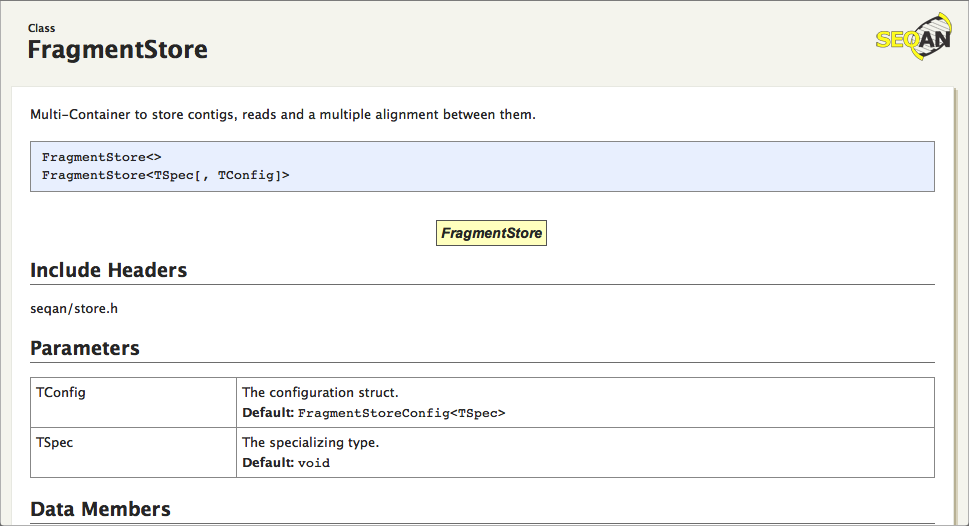 Class
FragmentStore
SEQAN
Multi-Container to store contigs, reads and a multiple alignment between them.
FragmentStore<>
FragmentStore<TSpec[, TConfig]>
FragmentStore
Include Headers
seqan/store.h
Parameters
TConfig
The configuration struct.
Default: FragmentStoreConfig<TSpec>
TSpec
The specializing type.
Default: void
Data Members